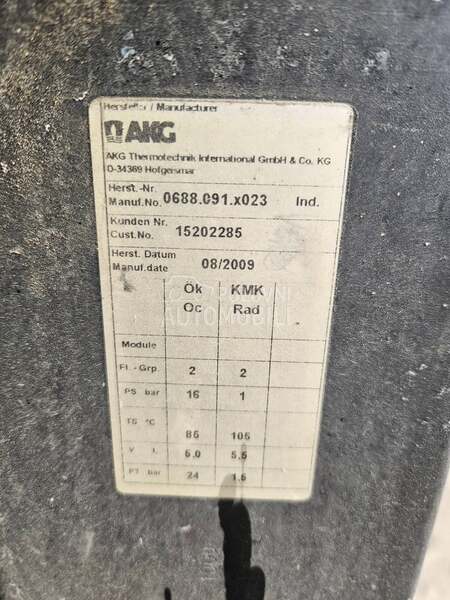 Hersteller / Manufacturer
AKG
AKG Thermotechnik International GmbH & Co. KG
D-34369 Hofgeismar
Herst.-Nr.
Manuf.No. 0688.091.x023 Ind.
Kunden Nr.
Cust.No. 15202285
Herst. Datum
Manuf.date 08/2009
Ök KMK
Oc Rad
POLOVNI
AUTOMOBILI
Module
Fl.-Grp. 2 2
PS bar 16 1
TS °C 85 105
V L 5.5
PT bar 24 1.5